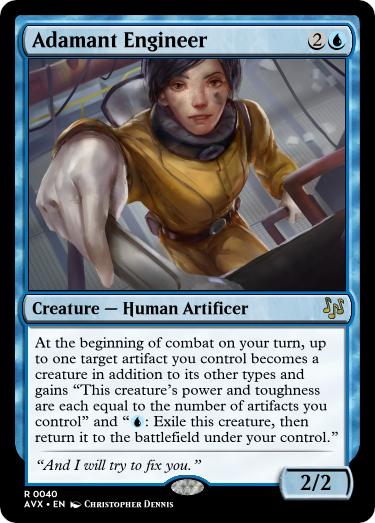 Adamant Engineer 2
Creature — Human Artificer
At the beginning of combat on your turn, up
to one target artifact you control becomes a
creature in addition to its other types and
gains “This creature’s power and toughness
are each equal to the number of artifacts you
control” and “: Exile this creature, then
return it to the battlefield under your control.”
“And I will try to fix you.”
2/2
R 0040
AVX • EN Christopher Dennis